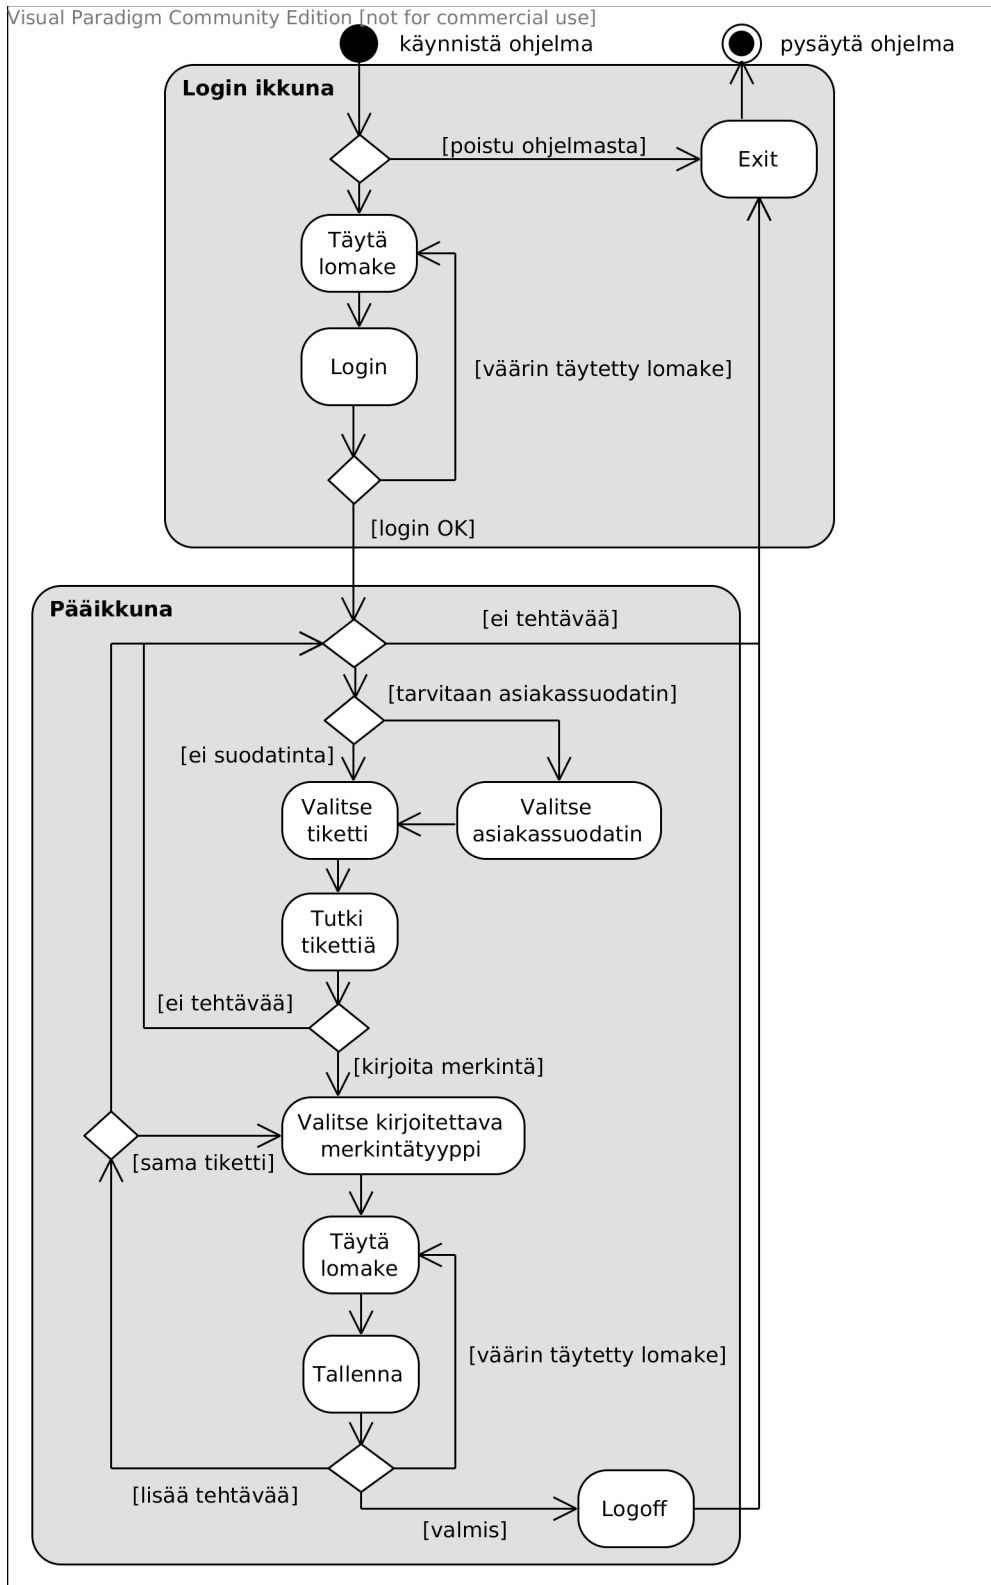 Visual Paradigm Community Edition [not for commercial use]
käynnistä ohjelma
pysäytä ohjelma
Login ikkuna
[poistu ohjelmasta]
Exit
Täytä
lomake
Login
[väärin täytetty lomake]
[login OK]
Pääikkuna
[ei tehtävää]
[tarvitaan asiakassuodatin]
[ei suodatinta]
Valitse
tiketti
Valitse
asiakassuodatin
Tutki
tikettiä
[ei tehtävää]
[kirjoita merkintä]
Valitse kirjoitettava
merkintätyyppi
[sama tiketti]
Täytä
lomake
[väärin täytetty lomake]
Tallenna
[lisää tehtävää]
Logoff
[valmis]